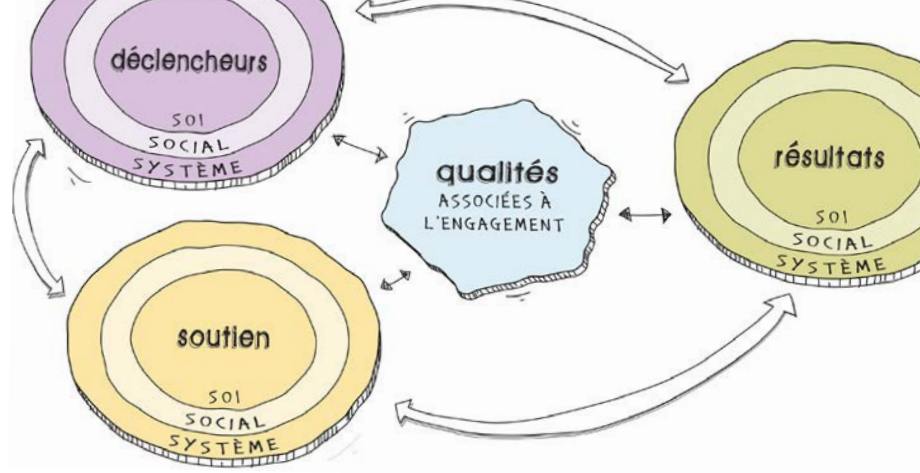 déclencheurs
SOI
SOCIAL
SYSTÈME
qualités
ASSOCIÉES À
L'ENGAGEMENT
résultats
SOI
SOCIAL
SYSTÈME
soutien
SOI
SOCIAL
SYSTÈME